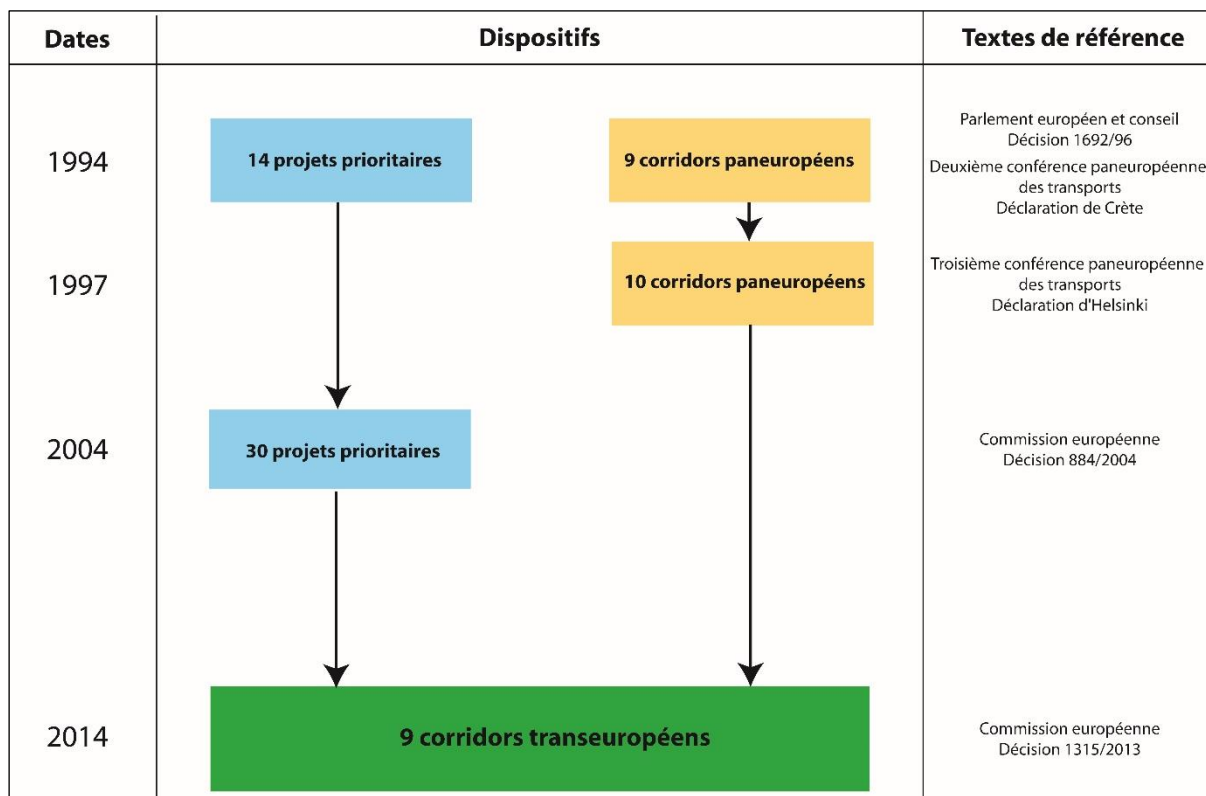 Dates
Dispositifs
Textes de référence
1994
14 projets prioritaires
9 corridors paneuropéens
Parlement européen et conseil
Décision 1692/96
Deuxième conférence paneuropéenne
des transports
Déclaration de Crète
1997
10 corridors paneuropéens
Troisième conférence paneuropéenne
des transports
Déclaration d'Helsinki
2004
30 projets prioritaires
Commission européenne
Décision 884/2004
2014
9 corridors transeuropéens
Commission européenne
Décision 1315/2013